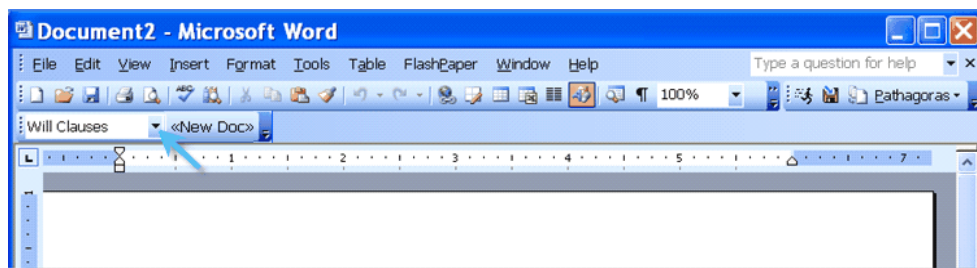 Document2 - Microsoft Word
File Edit View Insert Format Tools Table FlashPaper Window Help Type a question for help
100% Pathagoras
Will Clauses «New Doc»
1 2 3 4 5 7